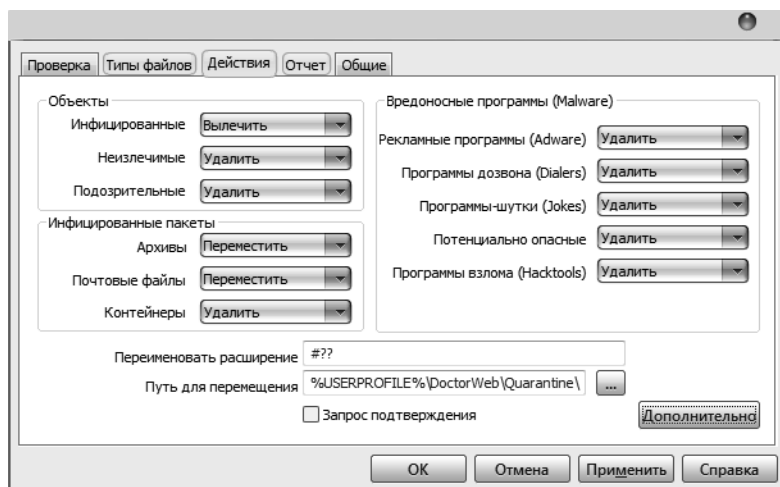 Проверка Типы файлов Действия Отчет Общие
Объекты
Инфицированные Вылечить
Неизлечимые Удалить
Подозрительные Удалить
Инфицированные пакеты
Архивы Переместить
Почтовые файлы Переместить
Контейнеры Удалить
Вредоносные программы (Malware)
Рекламные программы (Adware) Удалить
Программы дозвона (Dialers) Удалить
Программы-шутки (Jokes) Удалить
Потенциально опасные Удалить
Программы взлома (Hacktools) Удалить
Переименовать расширение #??
Путь для перемещения %USERPROFILE%\DoctorWeb\Quarantine\ ...
Запрос подтверждения Дополнительно
OK Отмена Применить Справка